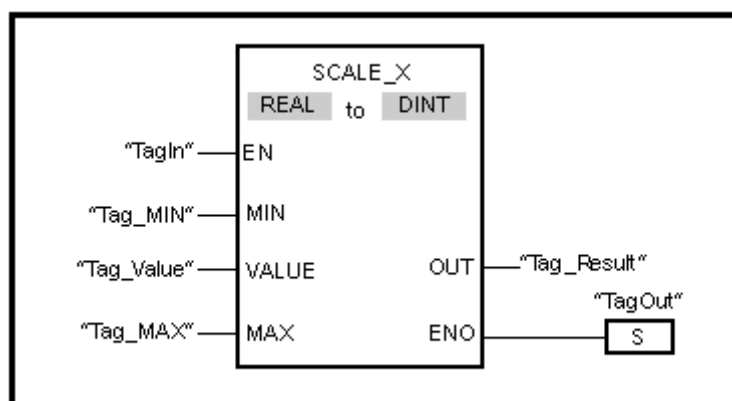 SCALE_X
REAL to DINT
"TagIn" EN
"Tag_MIN" MIN
"Tag_Value" VALUE OUT "Tag_Result"
"TagOut"
"Tag_MAX" MAX ENO S